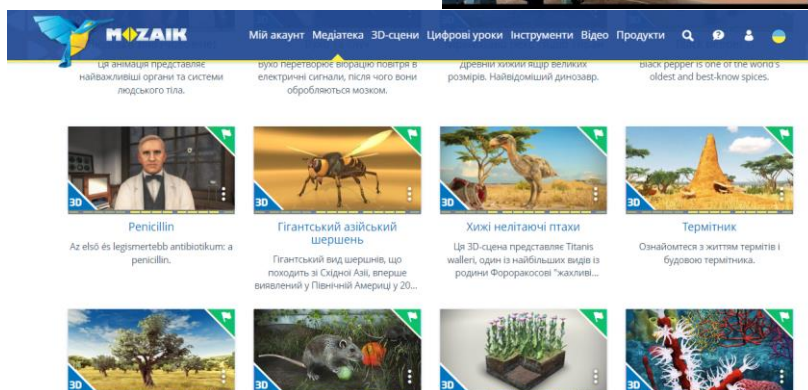 MOZAIK
Мій акаунт Медіатека 3D-сцени Цифрові уроки Інструменти Відео Продукти
Ця анімація представляє
найважливіші органи та системи
людського тіла.
Вухо перетворює вібрацію повітря в
електричні сигнали, після чого вони
обробляються мозком.
Древній хижий ящір великих
розмірів. Найвідоміший динозавр.
Black pepper is one of the world's
oldest and best-know spices.
3D
3D
3D
3D
Penicillin
Az első és legismertebb antibiotikum: a
penicillin.
Гігантський азійський
шершень
Гігантський вид шершнів, що
походить зі Східної Азії, вперше
виявлений у Північній Америці у 20...
Хижі нелітаючі птахи
Ця 3D-сцена представляє Titanis
walleri, один із найбільших видів із
родини Фороракосові "жахливі...
Термітник
Ознайомтеся з життям термітів і
будовою термітника.
3D
3D
3D
3D